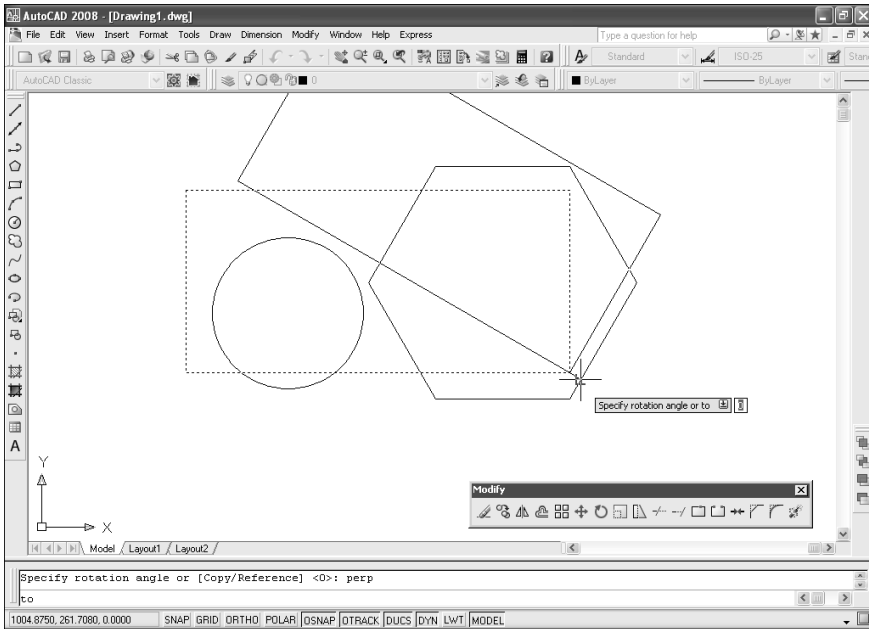 AutoCAD 2008 - [Drawing1.dwg]
File Edit View Insert Format Tools Draw Dimension Modify Window Help Express
Type a question for help
Standard
ISO-25
Stan
AutoCAD Classic
0
ByLayer
ByLayer
A
Specify rotation angle or to
Y
X
Modify
Model
Layout1
Layout2
Specify rotation angle or [Copy/Reference] <0>: perp
to
1004.8750, 261.7080, 0.0000
SNAP GRID ORTHO POLAR OSNAP OTRACK DUCS DYN LWT MODEL